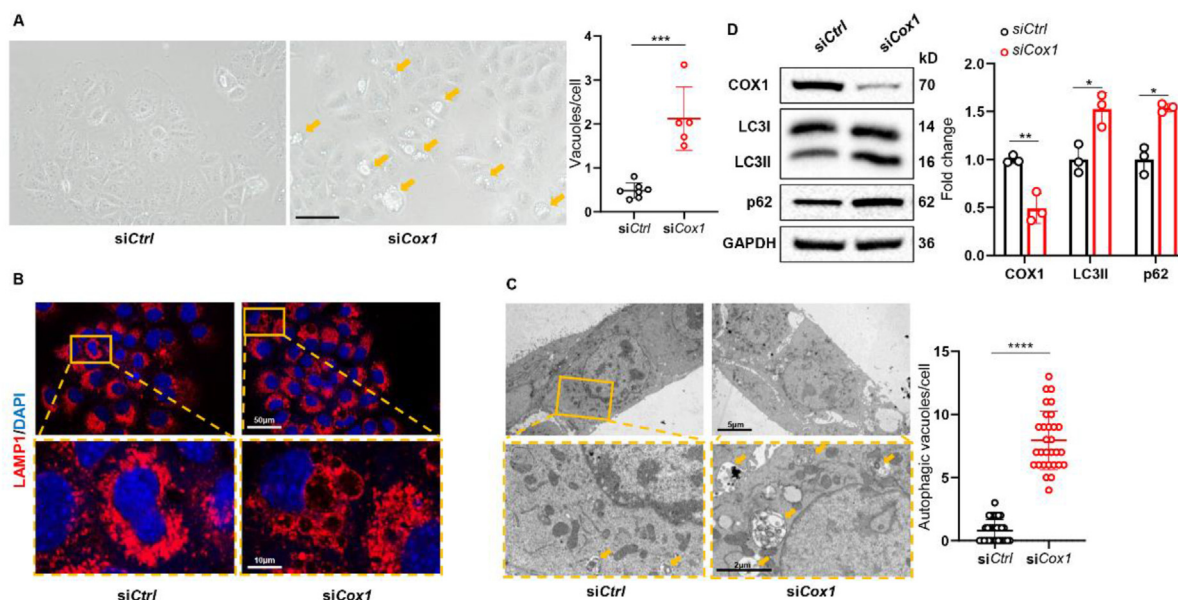 A
siCtrl
siCox1
Vacuoles/cell
4
3
2
1
0
***
siCtrl siCox1
D
siCtrl
siCox1
kD
COX1
70
LC3I
14
LC3II
16
p62
62
GAPDH
36
siCtrl
siCox1
Fold change
2.0
1.5
1.0
0.5
0.0
**
*
*
COX1 LC3II p62
B
LAMP1/DAPI
50μm
10μm
siCtrl
siCox1
C
5μm
2μm
siCtrl
siCox1
Autophagic vacuoles/cell
15
10
5
0
****
siCtrl siCox1